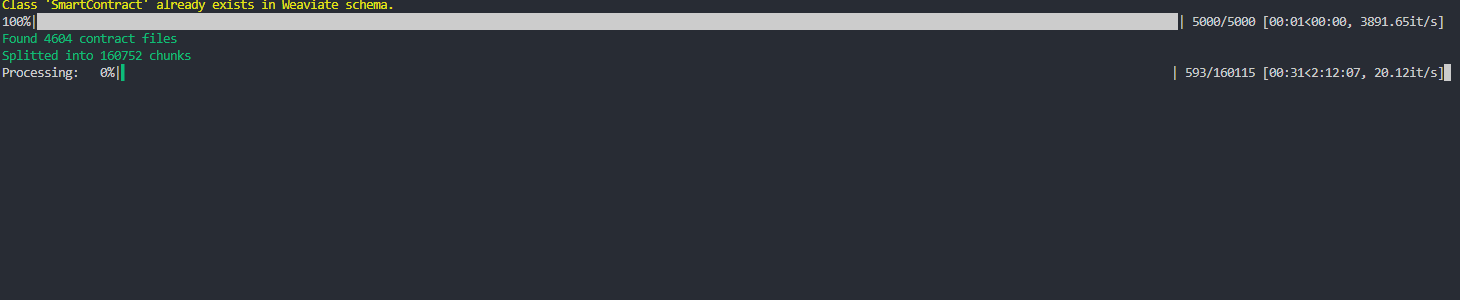 Class 'SmartContract' already exists in Weaviate schema.
100%| | 5000/5000 [00:01<00:00, 3891.65it/s]
Found 4604 contract files
Splitted into 160752 chunks
Processing: 0%| | 593/160115 [00:31<2:12:07, 20.12it/s]